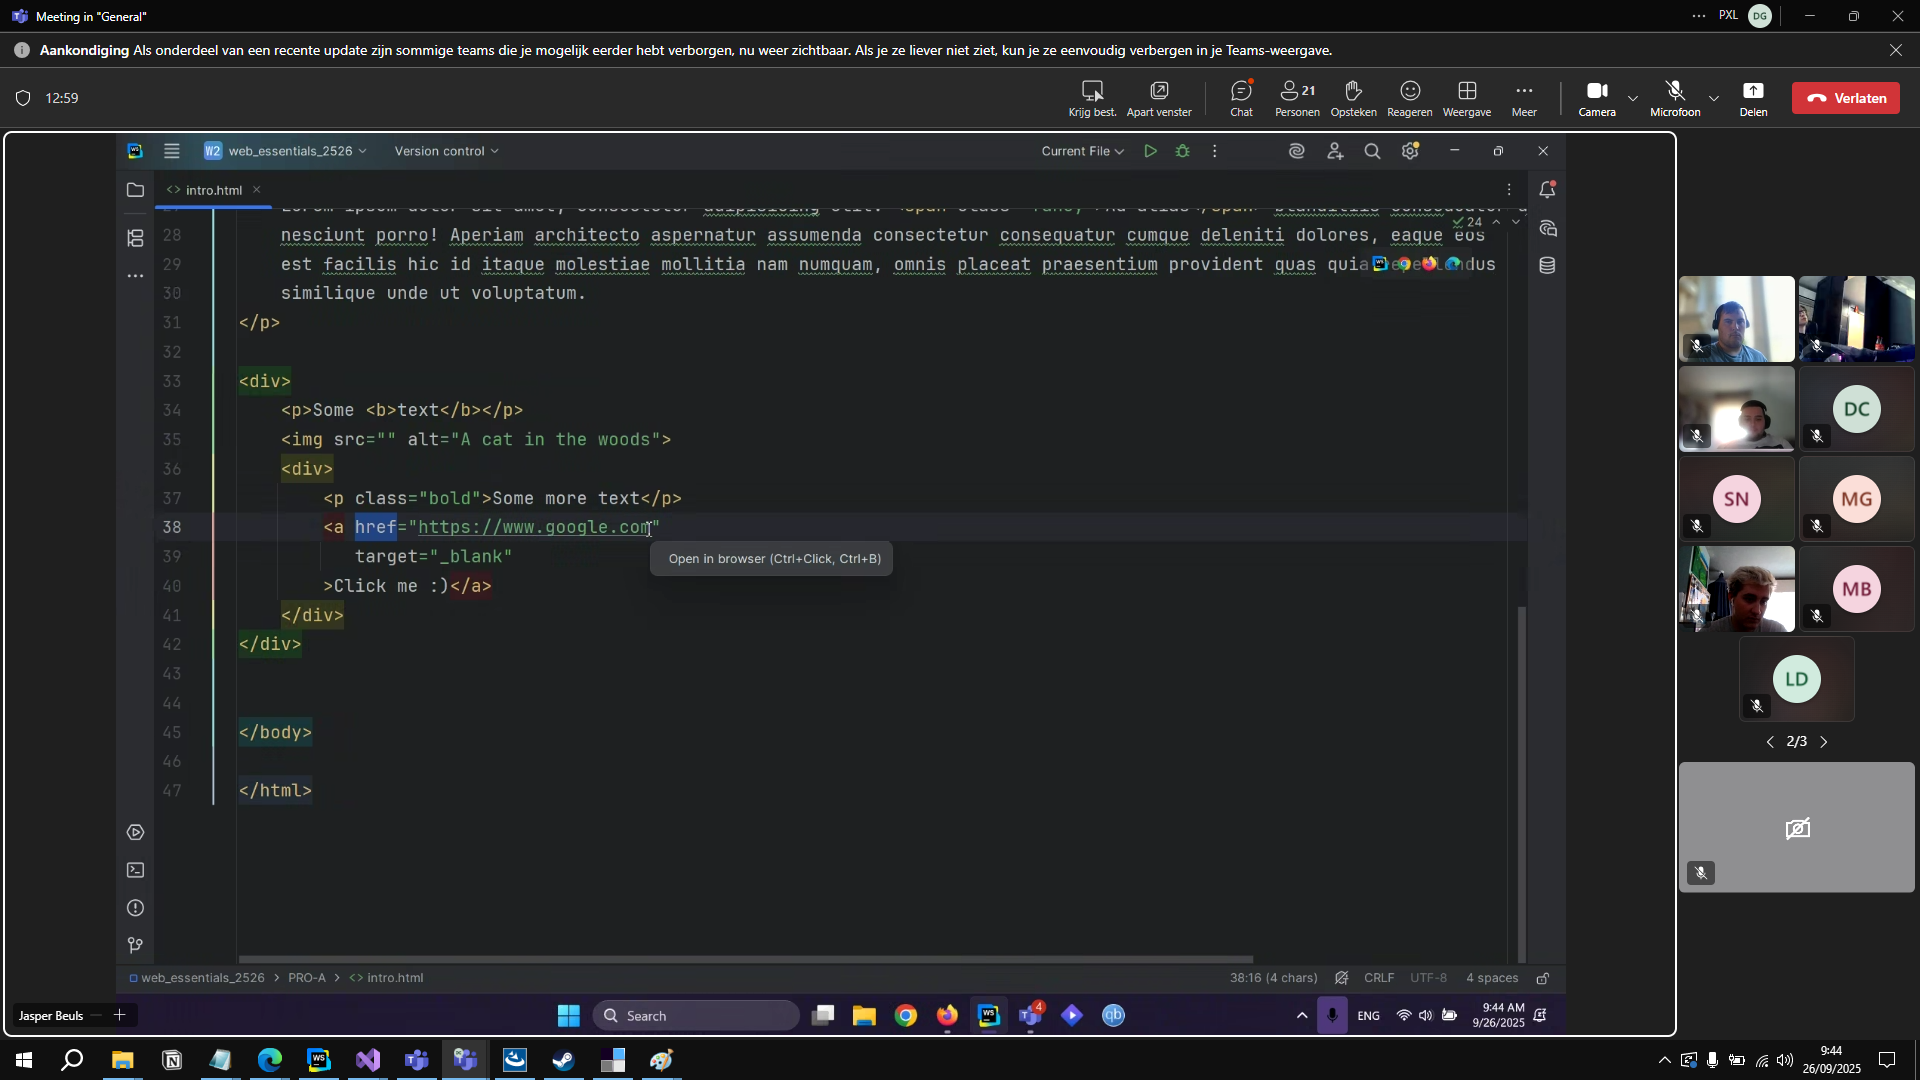 Meeting in "General"
PXL
DG
Aankondiging Als onderdeel van een recente update zijn sommige teams die je mogelijk eerder hebt verborgen, nu weer zichtbaar. Als je ze liever niet ziet, kun je ze eenvoudig verbergen in je Teams-weergave.
12:59
Krijg best.
Apart venster
Chat
21
Personen
Opsteken
Reageren
Weergave
Meer
Camera
Microfoon
Delen
Verlaten
WS
W2 web_essentials_2526
Version control
Current File
<> intro.html
24
28 nesciunt porro! Aperiam architecto aspernatur assumenda consectetur consequatur cumque deleniti dolores, eaque eos
29 est facilis hic id itaque molestiae mollitia nam numquam, omnis placeat praesentium provident quas quia
30 similique unde ut voluptatum.
31 </p>
32
33 <div>
34 <p>Some <b>text</b></p>
35 <img src="" alt="A cat in the woods">
36 <div>
37 <p class="bold">Some more text</p>
38 <a href="https://www.google.com"
39 target="_blank"
Open in browser (Ctrl+Click, Ctrl+B)
40 >Click me :)</a>
41 </div>
42 </div>
43
44
45 </body>
46
47 </html>
DC
SN
MG
MB
LD
2/3
web_essentials_2526 > PRO-A > <> intro.html
38:16 (4 chars)
CRLF
UTF-8
4 spaces
Jasper Beuls
Search
WS
4
qb
ENG
9:44 AM
9/26/2025
WS
9:44
26/09/2025